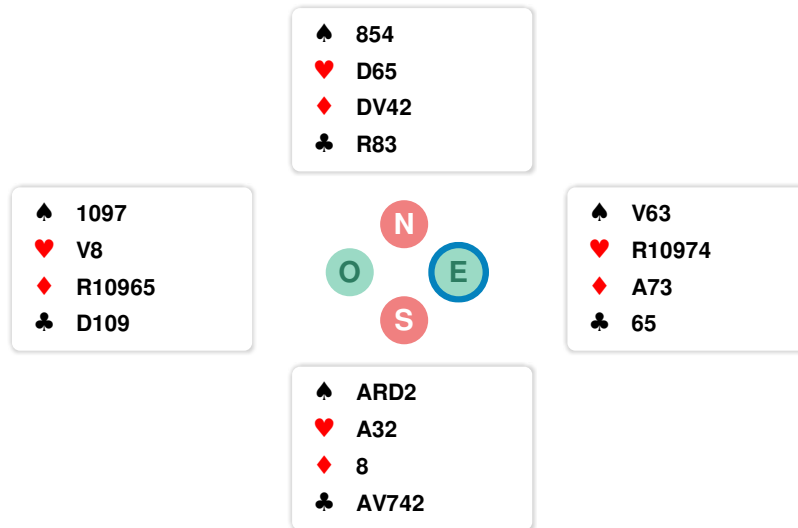 ♠ 854
♥ D65
♦ DV42
♣ R83
♠ 1097
♥ V8
♦ R10965
♣ D109
N
O E
S
♠ V63
♥ R10974
♦ A73
♣ 65
♠ ARD2
♥ A32
♦ 8
♣ AV742